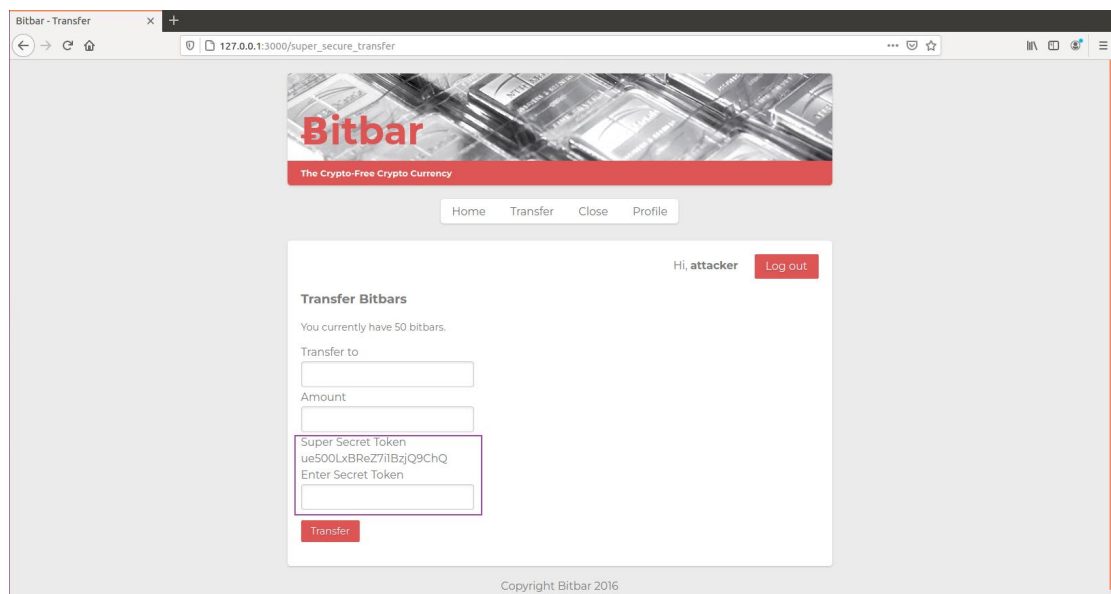 Bitbar - Transfer
127.0.0.1:3000/super_secure_transfer
Ƀitbar
The Crypto-Free Crypto Currency
Home Transfer Close Profile
Hi, attacker Log out
Transfer Bitbars
You currently have 50 bitbars.
Transfer to
Amount
Super Secret Token
ue500LxBReZ7i1BzjQ9ChQ
Enter Secret Token
Transfer
Copyright Bitbar 2016